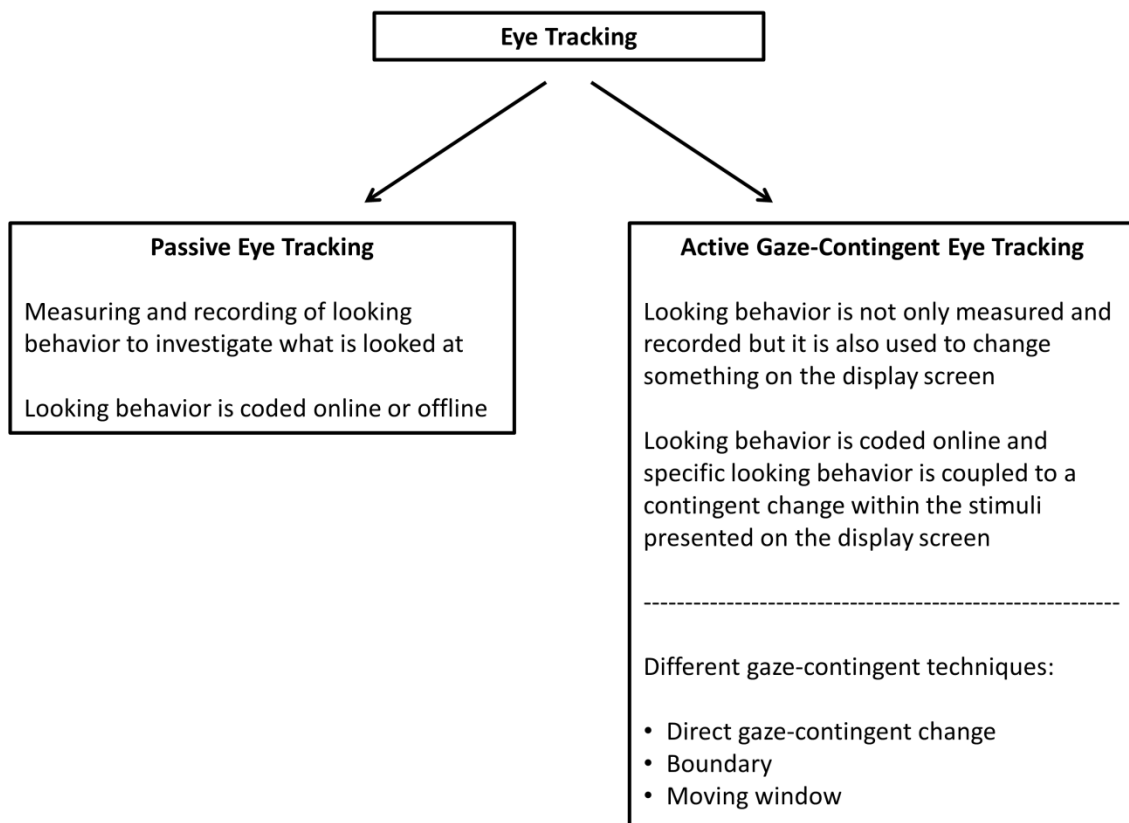 Eye Tracking
Passive Eye Tracking
Measuring and recording of looking
behavior to investigate what is looked at
Looking behavior is coded online or offline
Active Gaze-Contingent Eye Tracking
Looking behavior is not only measured and
recorded but it is also used to change
something on the display screen
Looking behavior is coded online and
specific looking behavior is coupled to a
contingent change within the stimuli
presented on the display screen
----------------------------------------------------------
Different gaze-contingent techniques:
• Direct gaze-contingent change
• Boundary
• Moving window